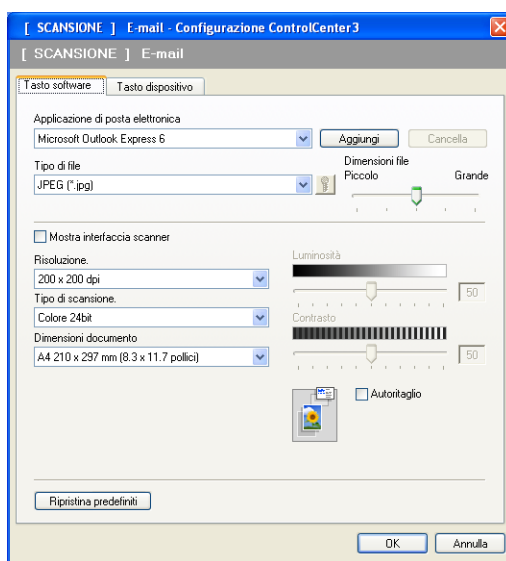 [ SCANSIONE ] E-mail - Configurazione ControlCenter3
[ SCANSIONE ] E-mail
Tasto software Tasto dispositivo
Applicazione di posta elettronica
Microsoft Outlook Express 6 Aggiungi Cancella
Tipo di file Dimensioni file
JPEG (*.jpg) Piccolo Grande
Mostra interfaccia scanner
Risoluzione. Luminosità
200 x 200 dpi 50
Tipo di scansione.
Colore 24bit Contrasto
Dimensioni documento
A4 210 x 297 mm (8.3 x 11.7 pollici) 50
Autoritaglio
Ripristina predefiniti
OK Annulla